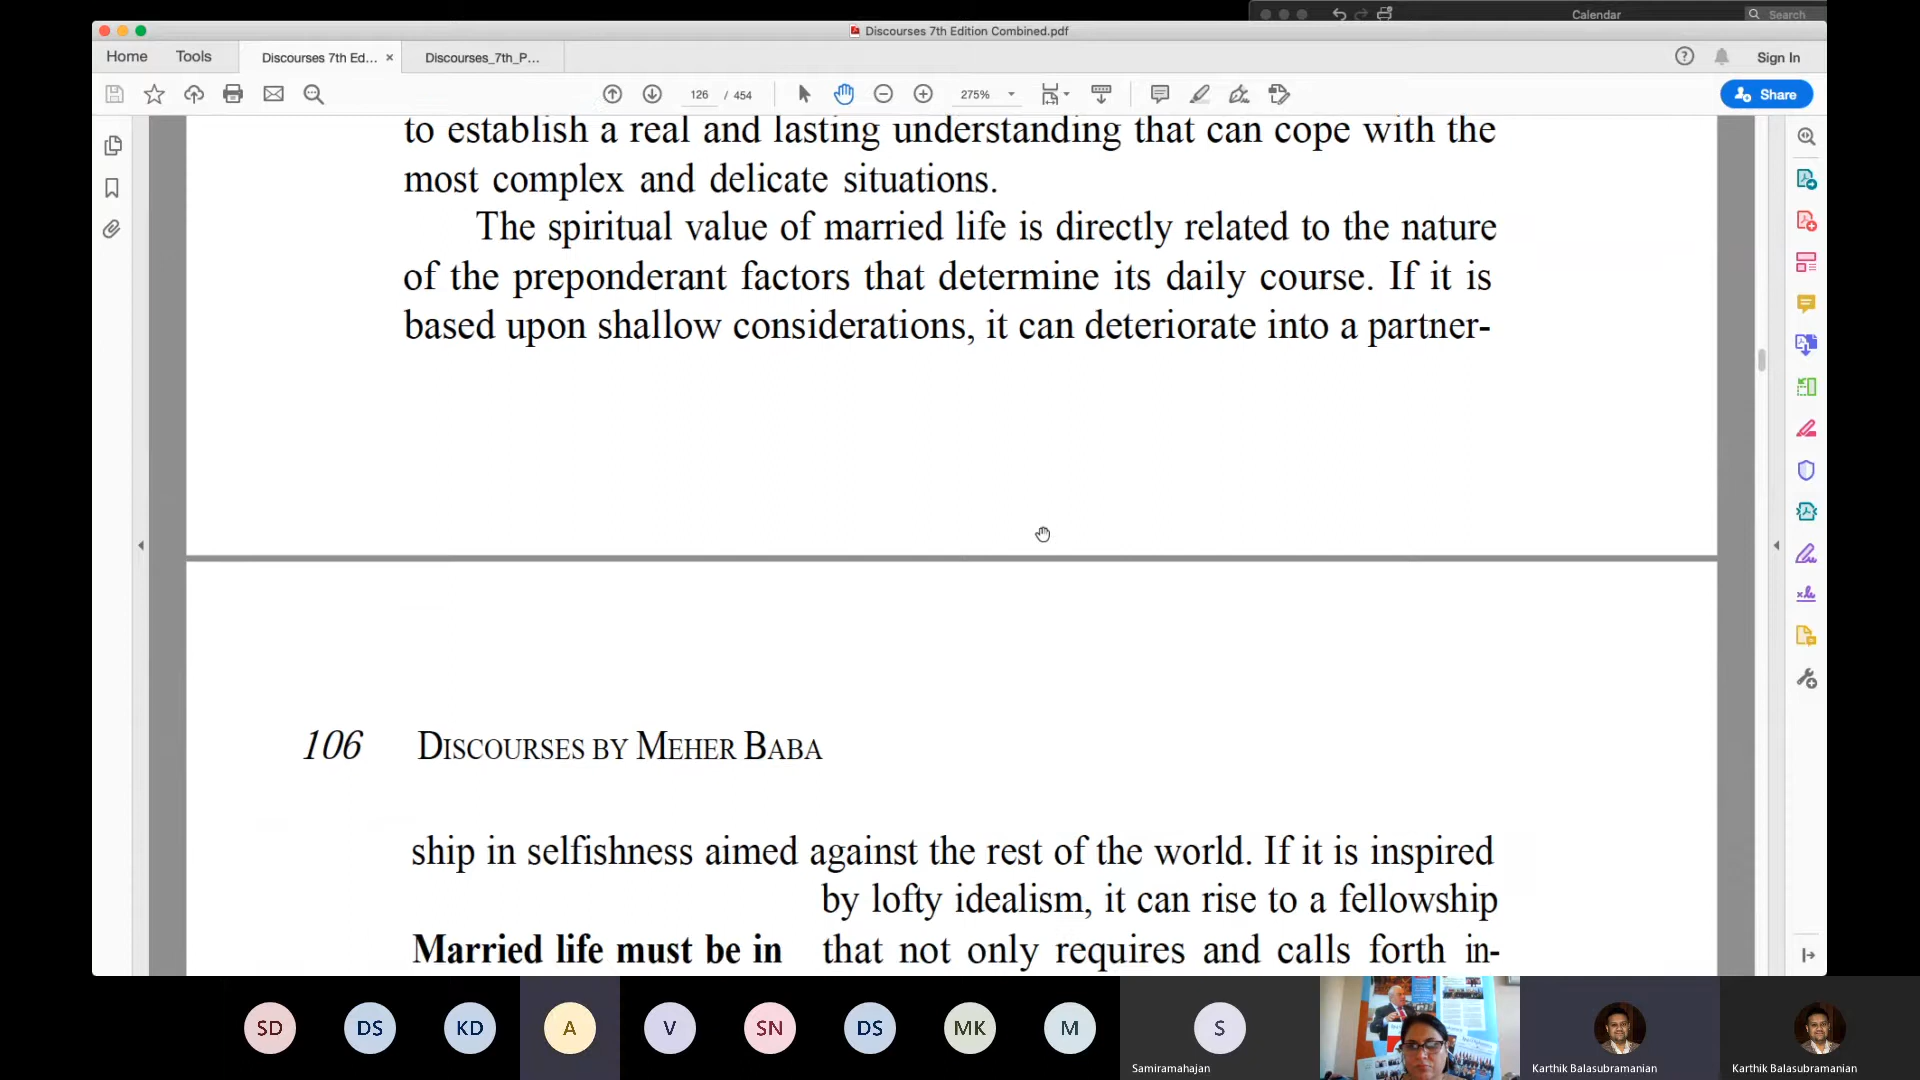 Calendar
Search
Discourses 7th Edition Combined.pdf
Home
Tools
Discourses 7th Ed...
Discourses_7th_P...
Sign In
126 / 454
275%
Share
to establish a real and lasting understanding that can cope with the
most complex and delicate situations.
The spiritual value of married life is directly related to the nature
of the preponderant factors that determine its daily course. If it is
based upon shallow considerations, it can deteriorate into a partner-
106 DISCOURSES BY MEHER BABA
ship in selfishness aimed against the rest of the world. If it is inspired
by lofty idealism, it can rise to a fellowship
Married life must be in that not only requires and calls forth in-
SD
DS
KD
A
V
SN
DS
MK
M
S
Samiramahajan
Karthik Balasubramanian
Karthik Balasubramanian